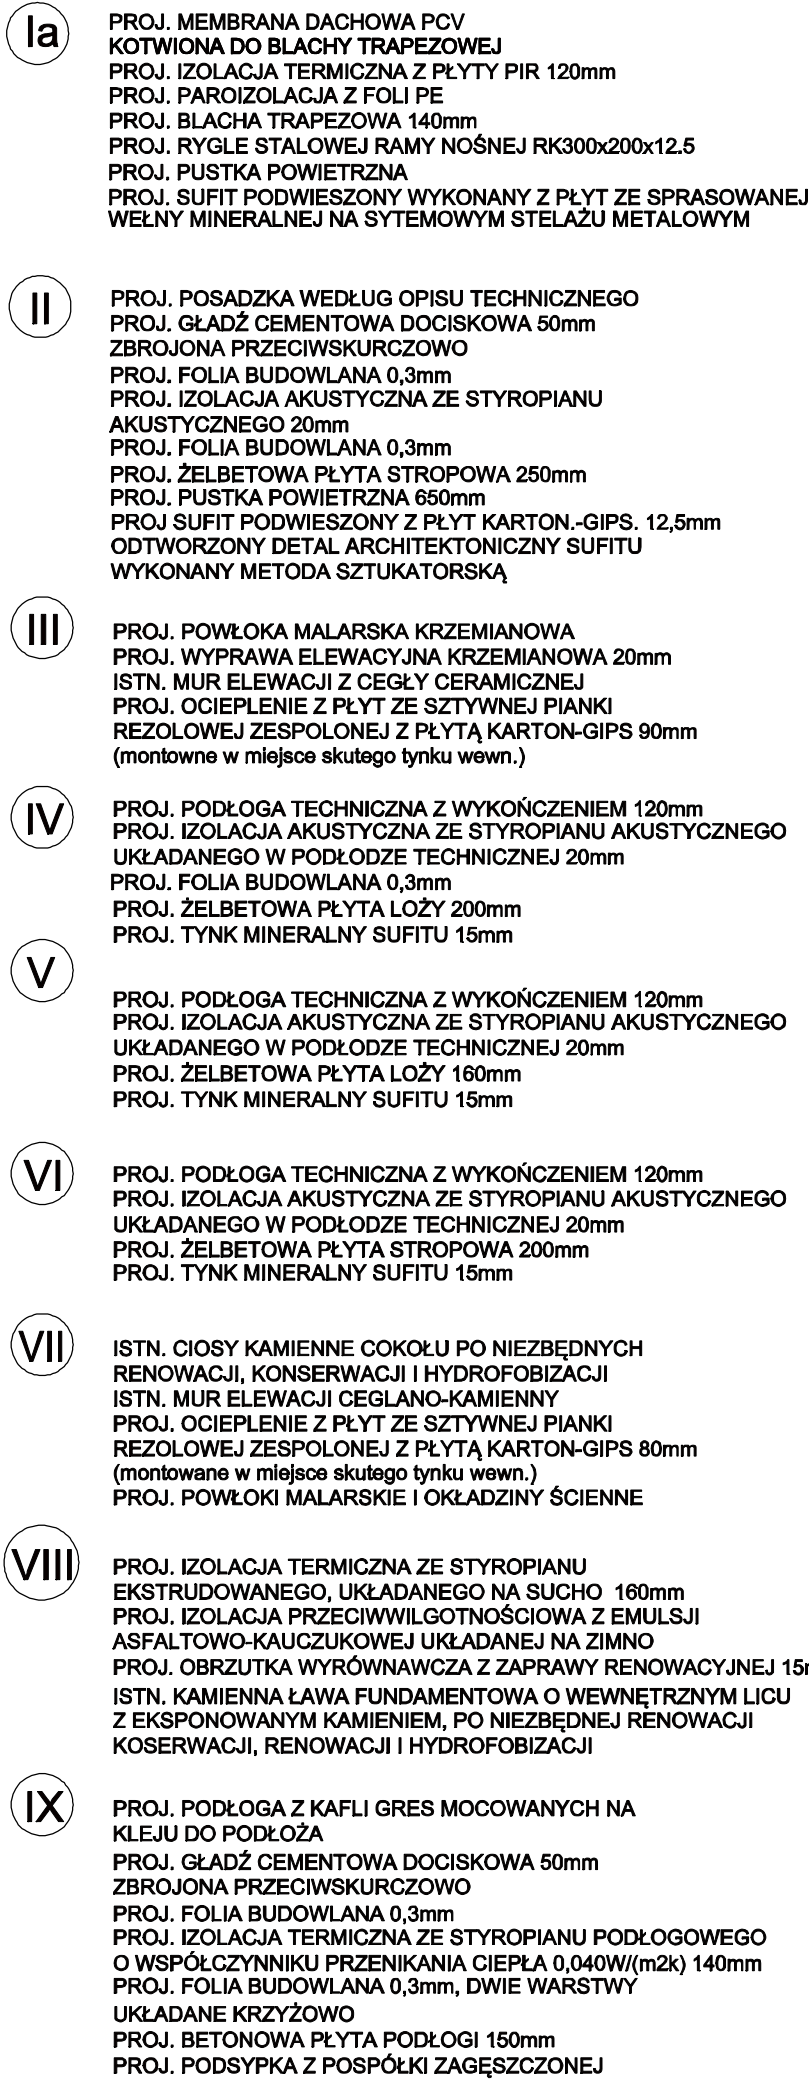 Ia
PROJ. MEMBRANA DACHOWA PCV
KOTWIONA DO BLACHY TRAPEZOWEJ
PROJ. IZOLACJA TERMICZNA Z PŁYTY PIR 120mm
PROJ. PAROIZOLACJA Z FOLI PE
PROJ. BLACHA TRAPEZOWA 140mm
PROJ. RYGLE STALOWEJ RAMY NOŚNEJ RK300x200x12.5
PROJ. PUSTKA POWIETRZNA
PROJ. SUFIT PODWIESZONY WYKONANY Z PŁYT ZE SPRASOWANEJ
WEŁNY MINERALNEJ NA SYTEMOWYM STELAŻU METALOWYM
II
PROJ. POSADZKA WEDŁUG OPISU TECHNICZNEGO
PROJ. GŁADŹ CEMENTOWA DOCISKOWA 50mm
ZBROJONA PRZECIWSKURCZOWO
PROJ. FOLIA BUDOWLANA 0,3mm
PROJ. IZOLACJA AKUSTYCZNA ZE STYROPIANU
AKUSTYCZNEGO 20mm
PROJ. FOLIA BUDOWLANA 0,3mm
PROJ. ŻELBETOWA PŁYTA STROPOWA 250mm
PROJ. PUSTKA POWIETRZNA 650mm
PROJ SUFIT PODWIESZONY Z PŁYT KARTON.-GIPS. 12,5mm
ODTWORZONY DETAL ARCHITEKTONICZNY SUFITU
WYKONANY METODA SZTUKATORSKĄ
III
PROJ. POWŁOKA MALARSKA KRZEMIANOWA
PROJ. WYPRAWA ELEWACYJNA KRZEMIANOWA 20mm
ISTN. MUR ELEWACJI Z CEGŁY CERAMICZNEJ
PROJ. OCIEPLENIE Z PŁYT ZE SZTYWNEJ PIANKI
REZOLOWEJ ZESPOLONEJ Z PŁYTĄ KARTON-GIPS 90mm
(montowne w miejsce skutego tynku wewn.)
IV
PROJ. PODŁOGA TECHNICZNA Z WYKOŃCZENIEM 120mm
PROJ. IZOLACJA AKUSTYCZNA ZE STYROPIANU AKUSTYCZNEGO
UKŁADANEGO W PODŁODZE TECHNICZNEJ 20mm
PROJ. FOLIA BUDOWLANA 0,3mm
PROJ. ŻELBETOWA PŁYTA LOŻY 200mm
PROJ. TYNK MINERALNY SUFITU 15mm
V
PROJ. PODŁOGA TECHNICZNA Z WYKOŃCZENIEM 120mm
PROJ. IZOLACJA AKUSTYCZNA ZE STYROPIANU AKUSTYCZNEGO
UKŁADANEGO W PODŁODZE TECHNICZNEJ 20mm
PROJ. ŻELBETOWA PŁYTA LOŻY 160mm
PROJ. TYNK MINERALNY SUFITU 15mm
VI
PROJ. PODŁOGA TECHNICZNA Z WYKOŃCZENIEM 120mm
PROJ. IZOLACJA AKUSTYCZNA ZE STYROPIANU AKUSTYCZNEGO
UKŁADANEGO W PODŁODZE TECHNICZNEJ 20mm
PROJ. ŻELBETOWA PŁYTA STROPOWA 200mm
PROJ. TYNK MINERALNY SUFITU 15mm
VII
ISTN. CIOSY KAMIENNE COKOŁU PO NIEZBĘDNYCH
RENOWACJI, KONSERWACJI I HYDROFOBIZACJI
ISTN. MUR ELEWACJI CEGLANO-KAMIENNY
PROJ. OCIEPLENIE Z PŁYT ZE SZTYWNEJ PIANKI
REZOLOWEJ ZESPOLONEJ Z PŁYTĄ KARTON-GIPS 80mm
(montowane w miejsce skutego tynku wewn.)
PROJ. POWŁOKI MALARSKIE I OKŁADZINY ŚCIENNE
VIII
PROJ. IZOLACJA TERMICZNA ZE STYROPIANU
EKSTRUDOWANEGO, UKŁADANEGO NA SUCHO 160mm
PROJ. IZOLACJA PRZECIWWILGOTNOŚCIOWA Z EMULSJI
ASFALTOWO-KAUCZUKOWEJ UKŁADANEJ NA ZIMNO
PROJ. OBRZUTKA WYRÓWNAWCZA Z ZAPRAWY RENOWACYJNEJ
ISTN. KAMIENNA ŁAWA FUNDAMENTOWA O WEWNĘTRZNYM LICU
Z EKSPONOWANYM KAMIENIEM, PO NIEZBĘDNEJ RENOWACJI
KOSERWACJI, RENOWACJI I HYDROFOBIZACJI
IX
PROJ. PODŁOGA Z KAFLI GRES MOCOWANYCH NA
KLEJU DO PODŁOŻA
PROJ. GŁADŹ CEMENTOWA DOCISKOWA 50mm
ZBROJONA PRZECIWSKURCZOWO
PROJ. FOLIA BUDOWLANA 0,3mm
PROJ. IZOLACJA TERMICZNA ZE STYROPIANU PODŁOGOWEGO
O WSPÓŁCZYNNIKU PRZENIKANIA CIEPŁA 0,040W/(m2k) 140mm
PROJ. FOLIA BUDOWLANA 0,3mm, DWIE WARSTWY
UKŁADANE KRZYŻOWO
PROJ. BETONOWA PŁYTA PODŁOGI 150mm
PROJ. PODSYPKA Z POSPÓŁKI ZAGĘSZCZONEJ